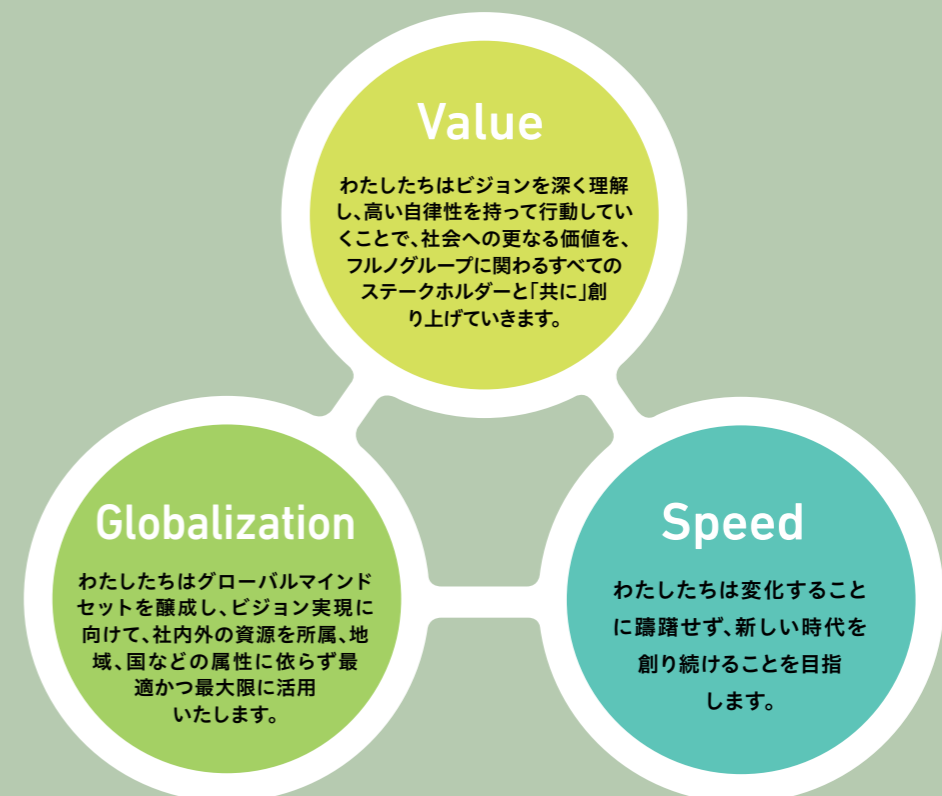 Value
わたしたちはビジョンを深く理解
し、高い自律性を持って行動してい
くことで、社会への更なる価値を、
フルノグループに関わるすべての
ステークホルダーと「共に」創
り上げていきます。
Globalization
わたしたちはグローバルマインド
セットを醸成し、ビジョン実現に
向けて、社内外の資源を所属、地
域、国などの属性に依らず最
適かつ最大限に活用
いたします。
Speed
わたしたちは変化すること
に躊躇せず、新しい時代を
創り続けることを目指
します。